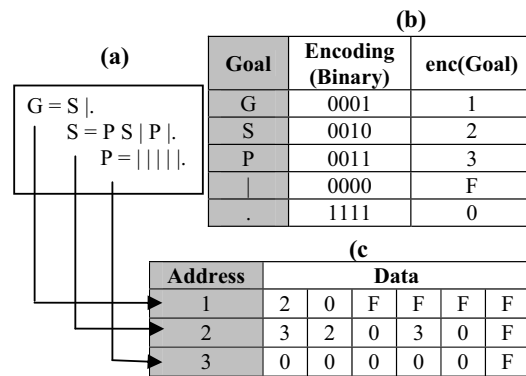 (a)
G = S |.
S = P S | P |.
P = | | | | |.
(b)
Goal Encoding (Binary) enc(Goal)
G 0001 1
S 0010 2
P 0011 3
| 0000 F
. 1111 0
(c
Address Data
1 2 0 F F F F
2 3 2 0 3 0 F
3 0 0 0 0 0 F